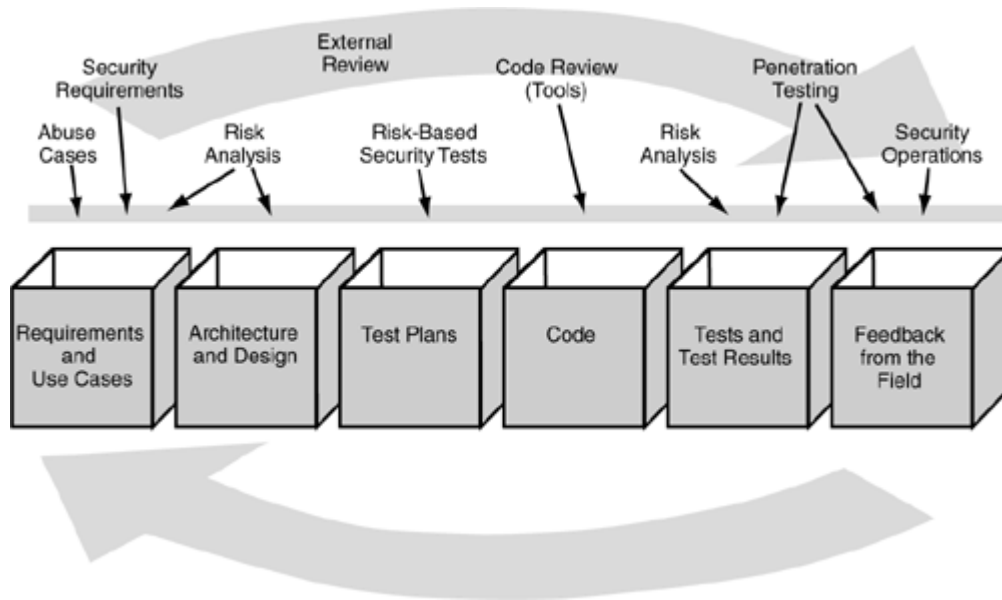 External
Review
Security
Requirements
Code Review
(Tools)
Penetration
Testing
Abuse
Cases
Risk
Analysis
Risk-Based
Security Tests
Risk
Analysis
Security
Operations
Requirements
and
Use Cases
Architecture
and Design
Test Plans
Code
Tests and
Test Results
Feedback
from the
Field